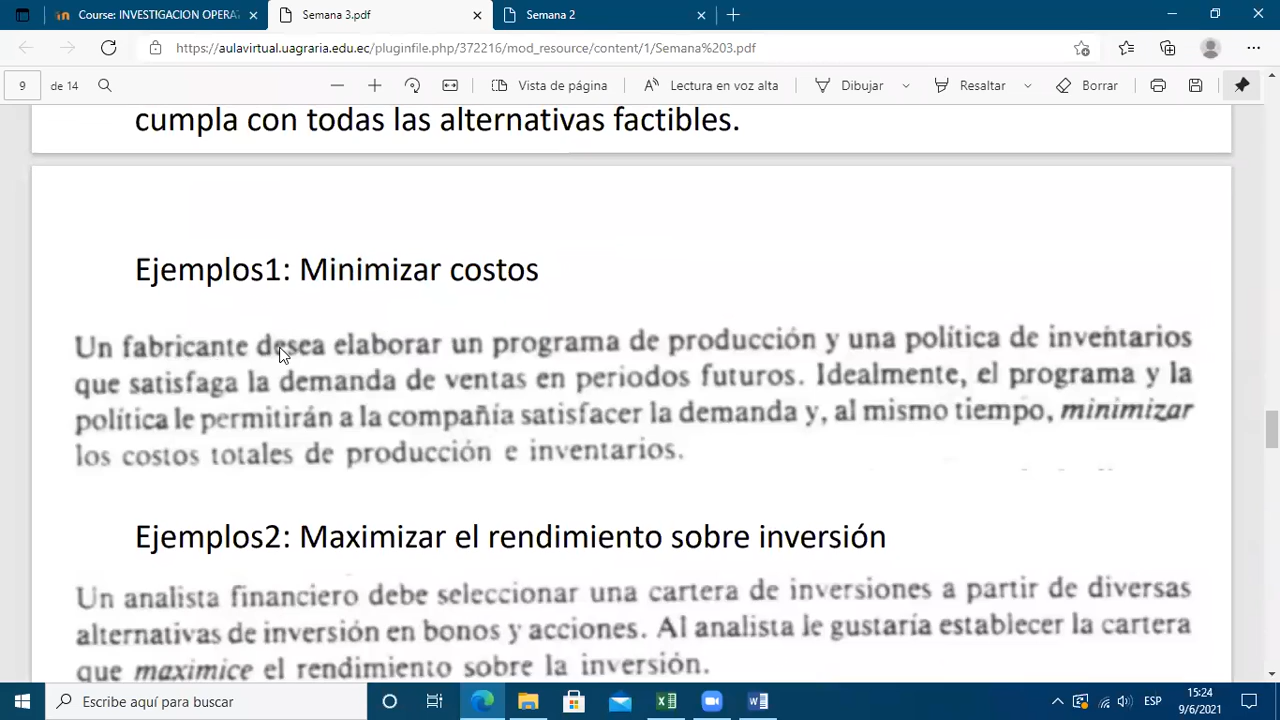 Course: INVESTIGACION OPERAT
Semana 3.pdf
Semana 2
https://aulavirtual.uagraria.edu.ec/pluginfile.php/372216/mod_resource/content/1/Semana%203.pdf
9 de 14
Vista de página
Lectura en voz alta
Dibujar
Resaltar
Borrar
cumpla con todas las alternativas factibles.
Ejemplos1: Minimizar costos
Un fabricante desea elaborar un programa de producción y una política de inventarios
que satisfaga la demanda de ventas en periodos futuros. Idealmente, el programa y la
política le permitirán a la compañía satisfacer la demanda y, al mismo tiempo, minimizar
los costos totales de producción e inventarios.
Ejemplos2: Maximizar el rendimiento sobre inversión
Un analista financiero debe seleccionar una cartera de inversiones a partir de diversas
alternativas de inversión en bonos y acciones. Al analista le gustaría establecer la cartera
que maximice el rendimiento sobre la inversión.
Escribe aquí para buscar
ESP
15:24
9/6/2021